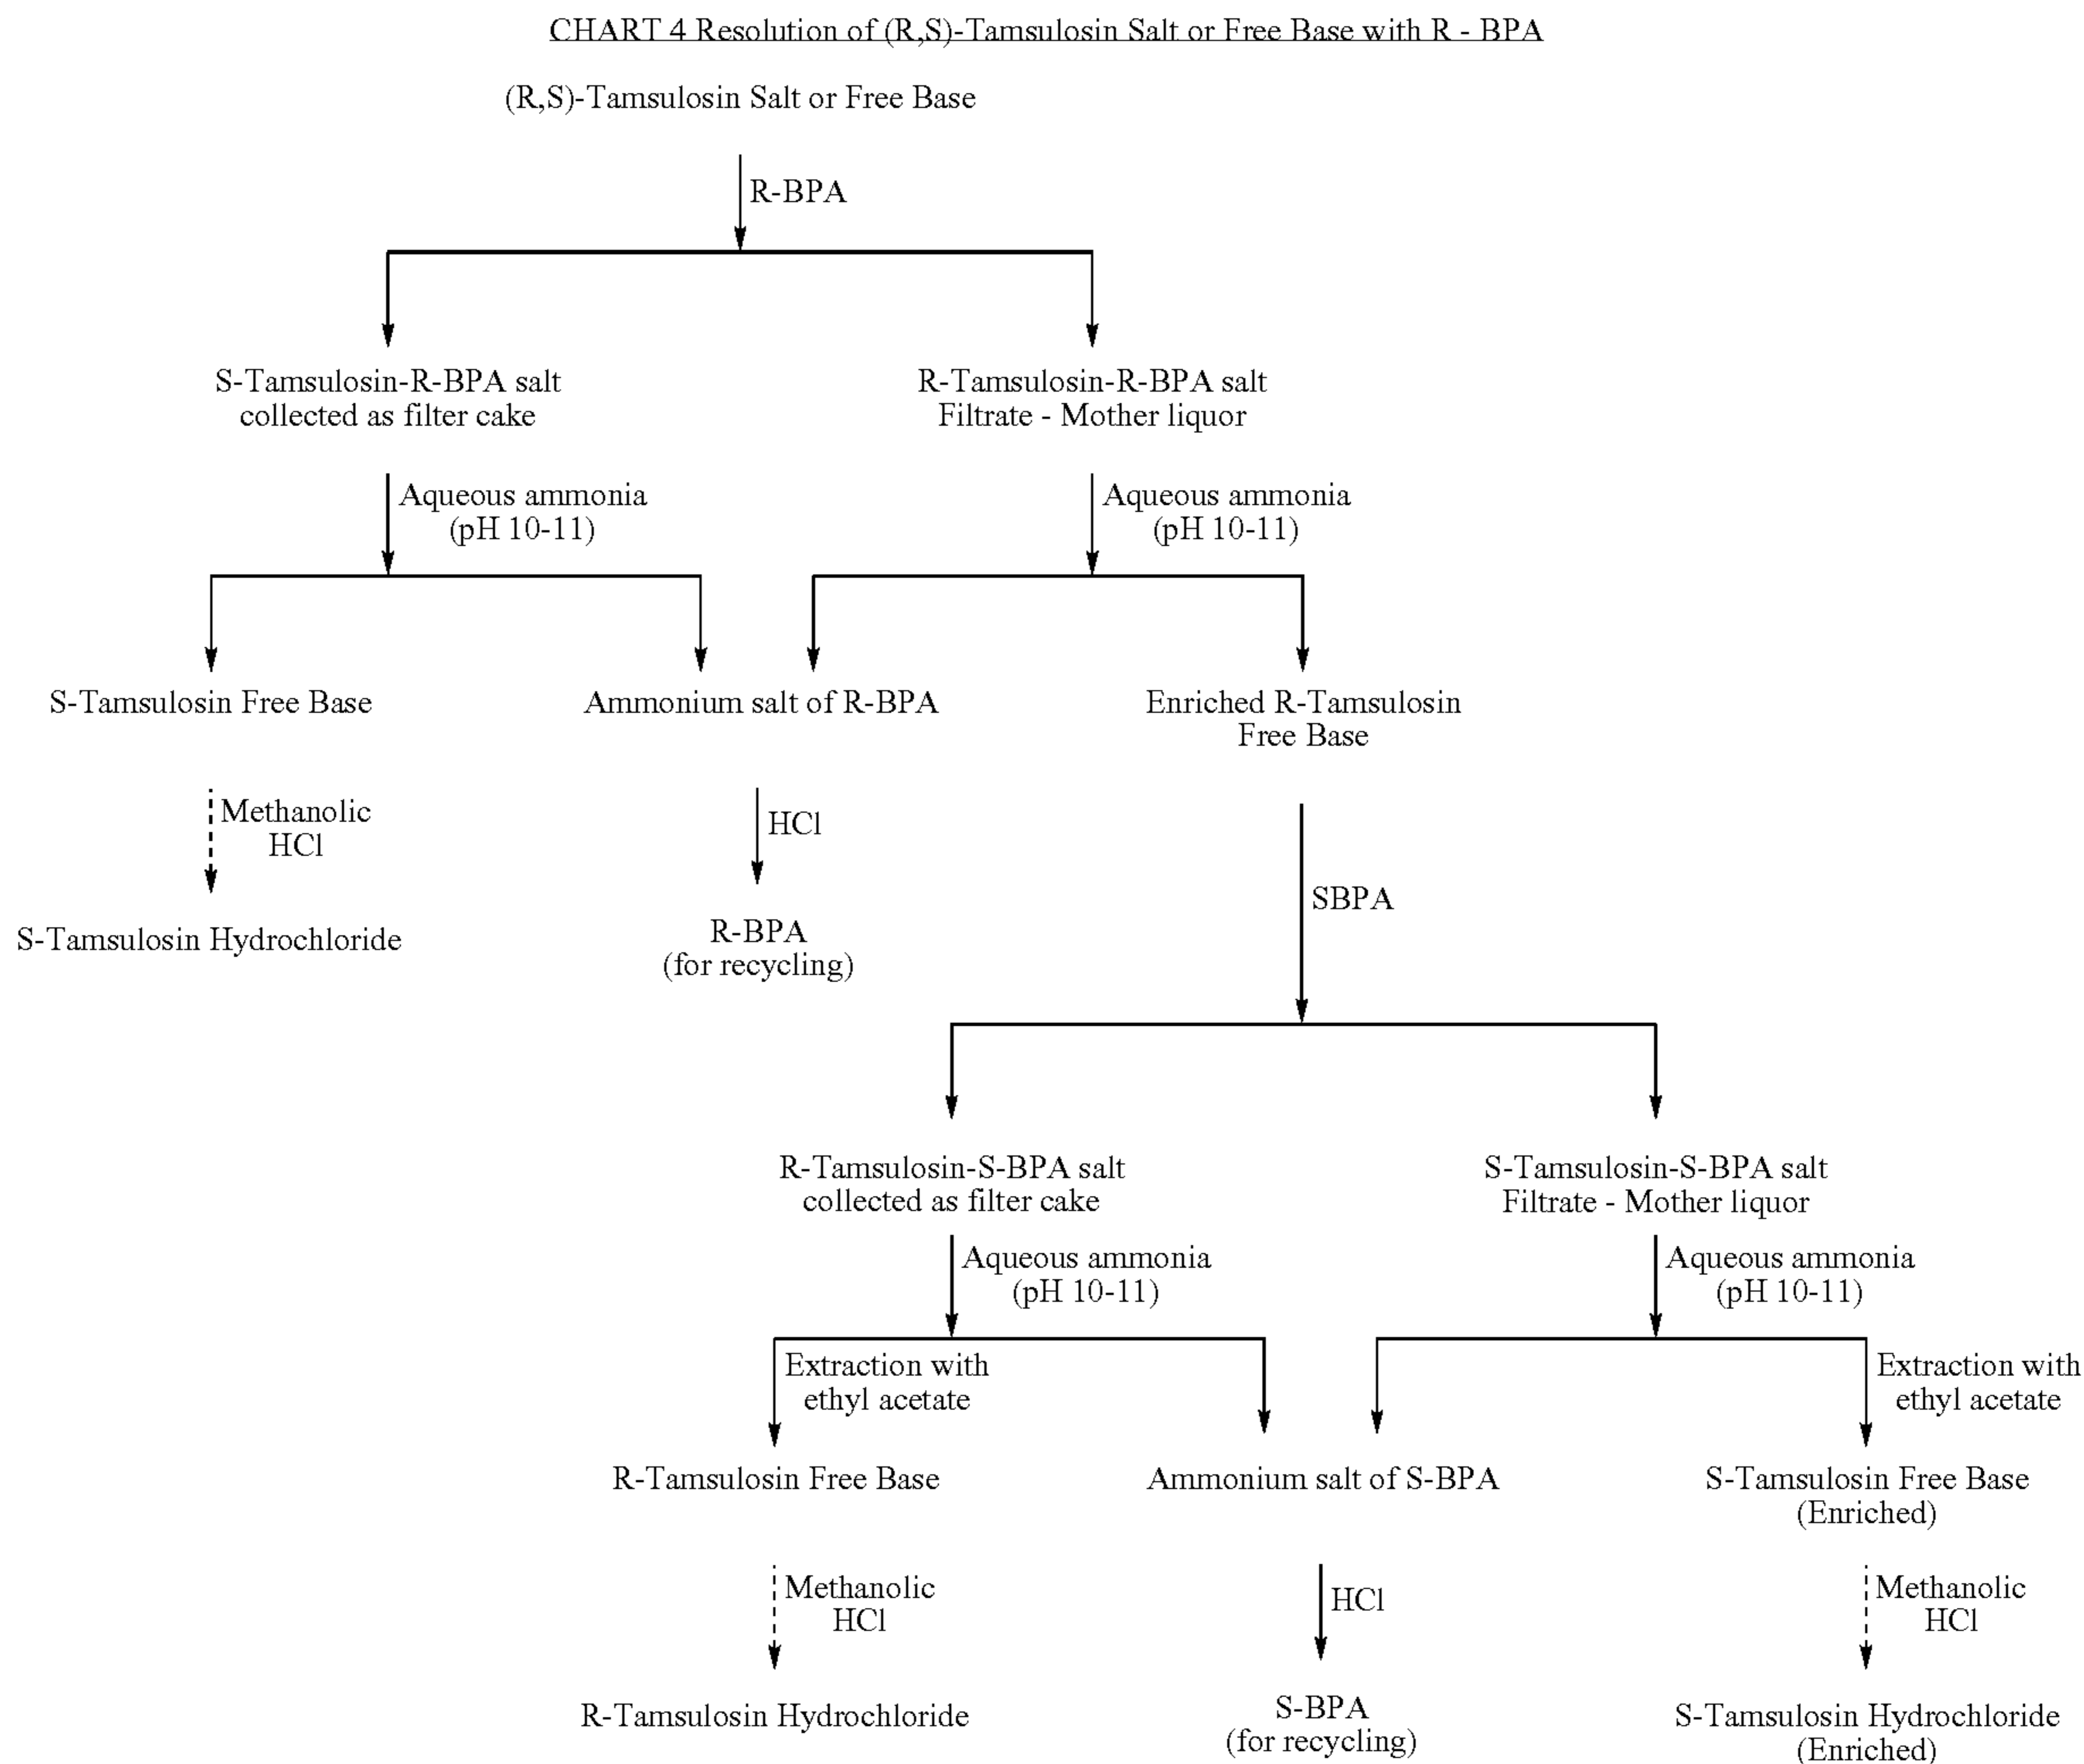 CHART 4 Resolution of (R,S)-Tamsulosin Salt or Free Base with R - BPA
(R,S)-Tamsulosin Salt or Free Base
R-BPA
S-Tamsulosin-R-BPA salt
collected as filter cake
R-Tamsulosin-R-BPA salt
Filtrate - Mother liquor
Aqueous ammonia
(pH 10-11)
Aqueous ammonia
(pH 10-11)
S-Tamsulosin Free Base
Ammonium salt of R-BPA
Enriched R-Tamsulosin
Free Base
Methanolic
HCl
HCl
SBPA
S-Tamsulosin Hydrochloride
R-BPA
(for recycling)
R-Tamsulosin-S-BPA salt
collected as filter cake
S-Tamsulosin-S-BPA salt
Filtrate - Mother liquor
Aqueous ammonia
(pH 10-11)
Aqueous ammonia
(pH 10-11)
Extraction with
ethyl acetate
Extraction with
ethyl acetate
R-Tamsulosin Free Base
Ammonium salt of S-BPA
S-Tamsulosin Free Base
(Enriched)
Methanolic
HCl
HCl
Methanolic
HCl
R-Tamsulosin Hydrochloride
S-BPA
(for recycling)
S-Tamsulosin Hydrochloride
(Enriched)